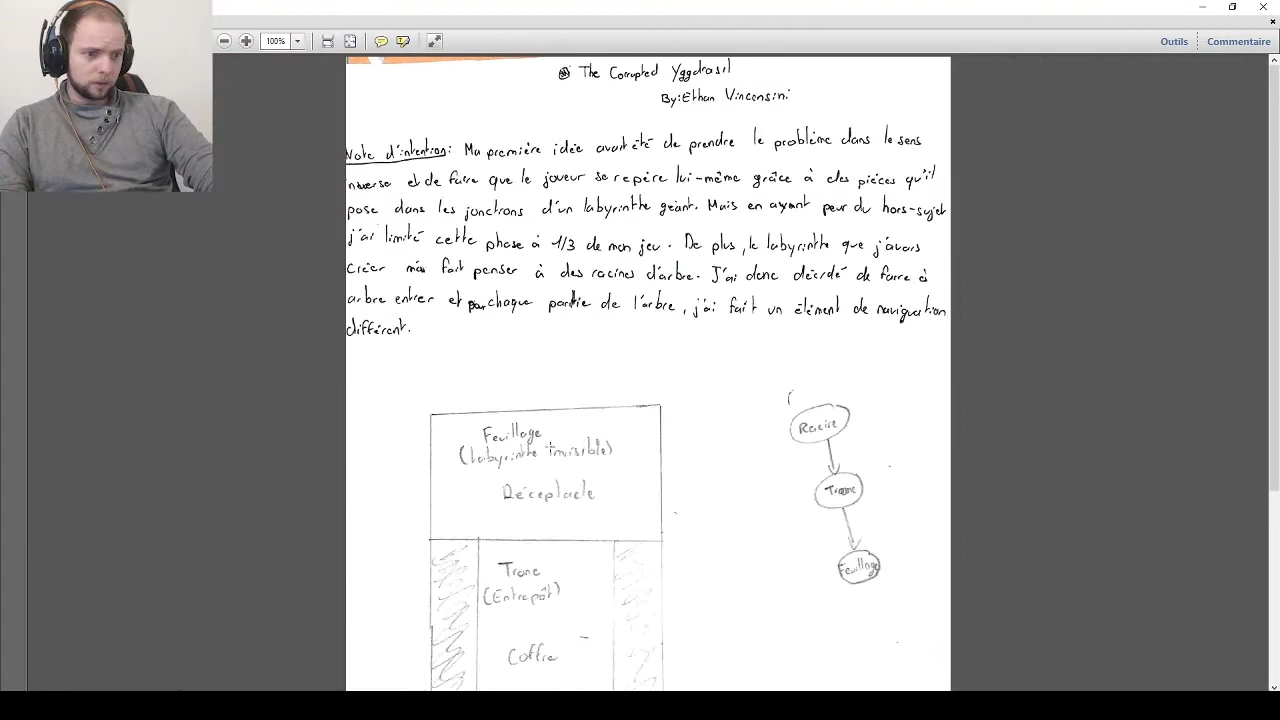 100%
Outils
Commentaire
The Corrupted Yggdrasil
By: Ethan Vincensini
Note d'intention: Ma première idée avait été de prendre le problème dans le sens
inverse et de faire que le joueur se repère lui-même grâce à des pièces qu'il
pose dans les jonctions d'un labyrinthe géant. Mais en ayant peur du hors-sujet
j'ai limité cette phase à 1/3 de mon jeu. De plus, le labyrinthe que j'avais
créer m'a fait penser à des racines d'arbre. J'ai donc décidé de faire à
arbre entier et par chaque partie de l'arbre, j'ai fait un élément de naviguation
différent.
Feuillage
(Labyrinthe invisible)
Réceptacle
Tronc
(Entrepôt)
Coffre
Racine
Tronc
Feuillage